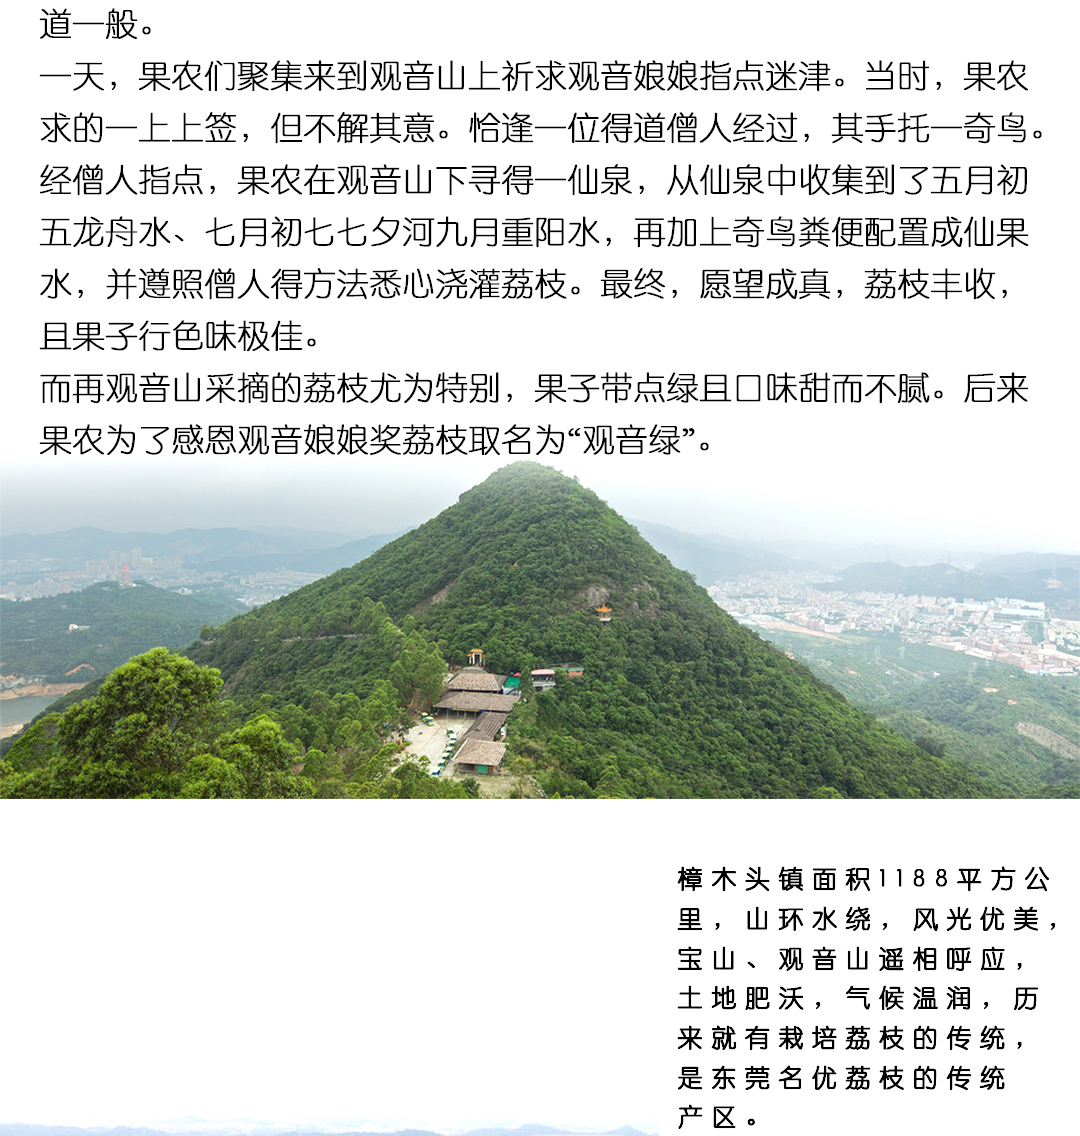 道一般。
一天，果农们聚集来到观音山上祈求观音娘娘指点迷津。当时，果农
求的一上上签，但不解其意。恰逢一位得道僧人经过，其手托一奇鸟。
经僧人指点，果农在观音山下寻得一仙泉，从仙泉中收集到了五月初
五龙舟水、七月初七七夕河九月重阳水，再加上奇鸟粪便配置成仙果
水，并遵照僧人得方法悉心浇灌荔枝。最终，愿望成真，荔枝丰收，
且果子行色味极佳。
而再观音山采摘的荔枝尤为特别，果子带点绿且口味甜而不腻。后来
果农为了感恩观音娘娘奖荔枝取名为“观音绿”。
樟木头镇面积1188平方公
里，山环水绕，风光优美，
宝山、观音山遥相呼应，
土地肥沃，气候温润，历
来就有栽培荔枝的传统，
是东莞名优荔枝的传统
产区。